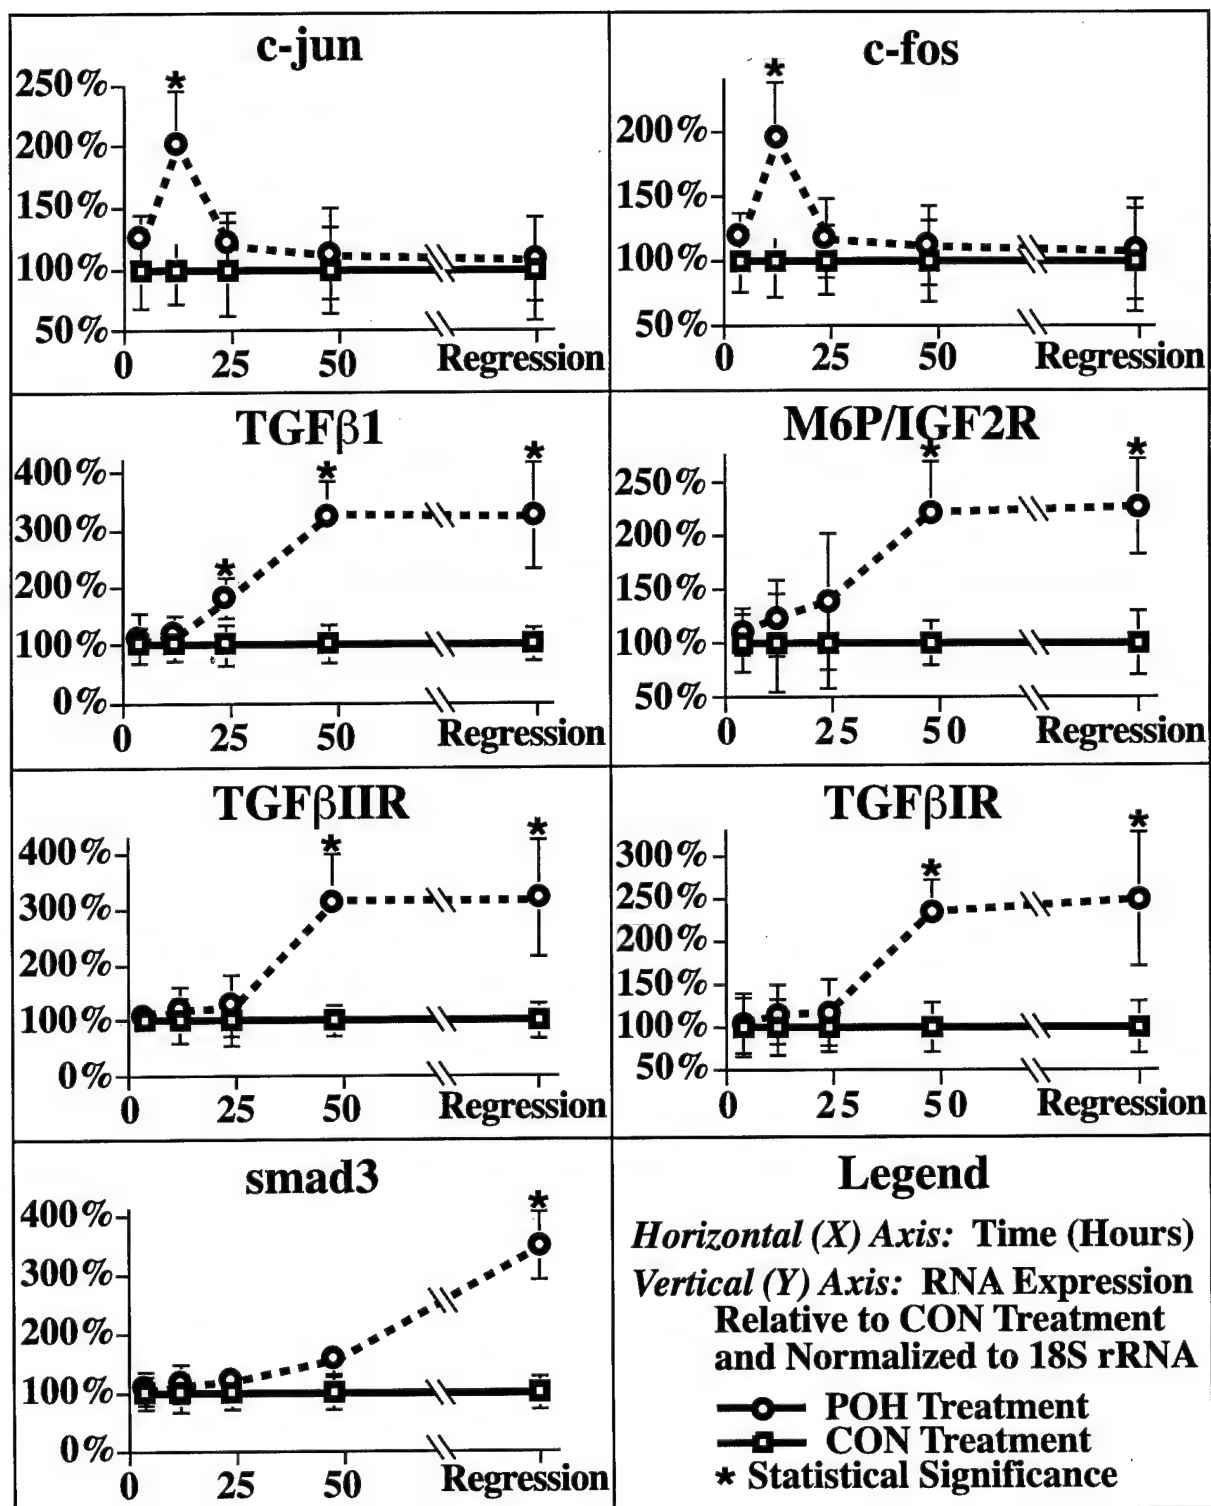 c-jun
*
250%
200%
150%
100%
50%
0 25 50 Regression
c-fos
*
200%
150%
100%
50%
0 25 50 Regression
TGFβ1
* * *
400%
300%
200%
100%
0%
0 25 50 Regression
M6P/IGF2R
* *
250%
200%
150%
100%
50%
0 25 50 Regression
TGFβIIR
* *
400%
300%
200%
100%
0%
0 25 50 Regression
TGFβIR
* *
300%
250%
200%
150%
100%
50%
0 25 50 Regression
smad3
*
400%
300%
200%
100%
0%
0 25 50 Regression
Legend
Horizontal (X) Axis: Time (Hours)
Vertical (Y) Axis: RNA Expression
Relative to CON Treatment
and Normalized to 18S rRNA
POH Treatment
CON Treatment
* Statistical Significance